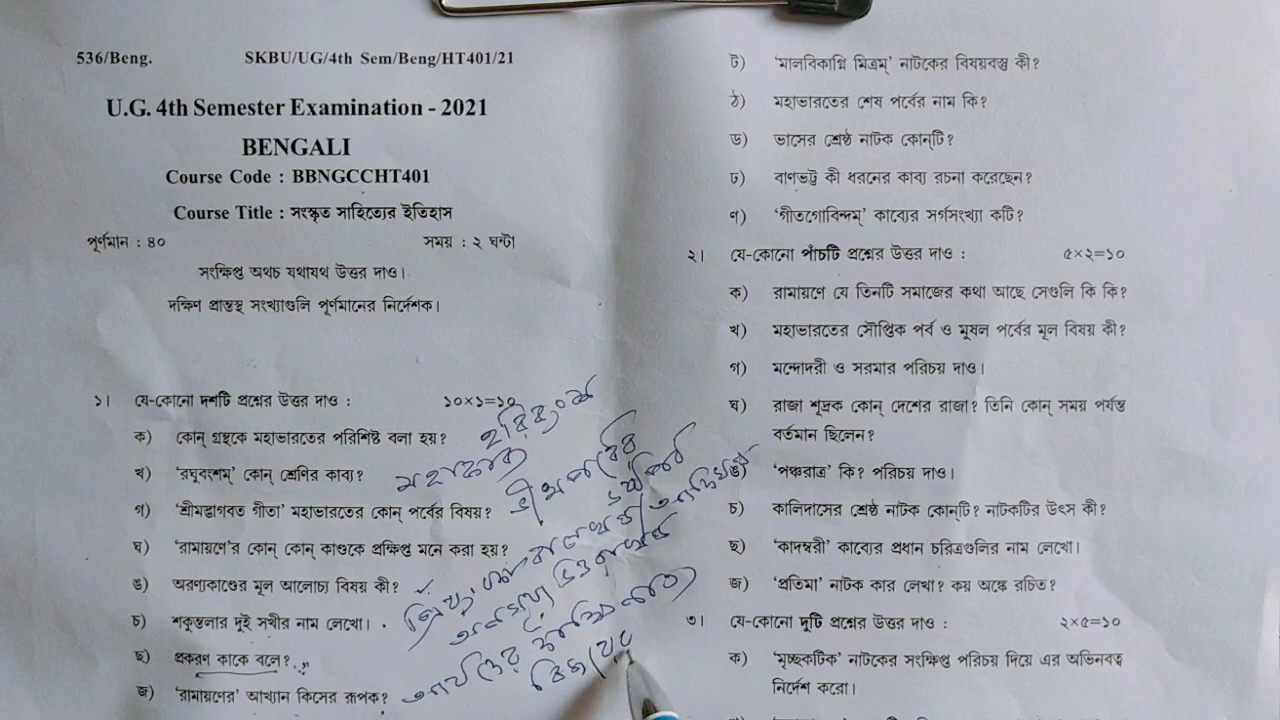 536/Beng. SKBU/UG/4th Sem/Beng/HT401/21
U.G. 4th Semester Examination - 2021
BENGALI
Course Code : BBNGCCHT401
Course Title : সংস্কৃত সাহিত্যের ইতিহাস
পূর্ণমান : ৪০ সময় : ২ ঘন্টা
সংক্ষিপ্ত অথচ যথাযথ উত্তর দাও।
দক্ষিণ প্রান্তস্থ সংখ্যাগুলি পূর্ণমানের নির্দেশক।
১। যে-কোনো দশটি প্রশ্নের উত্তর দাও : ১০×১=১০
ক) কোন্ গ্রন্থকে মহাভারতের পরিশিষ্ট বলা হয়? হরিবংশ
খ) 'রঘুবংশম্' কোন্ শ্রেণির কাব্য? মহাকাব্য
গ) 'শ্রীমদ্ভাগবত গীতা' মহাভারতের কোন্ পর্বের বিষয়? ভীষ্মপর্বের
ঘ) 'রামায়ণে'র কোন্ কোন্ কাণ্ডকে প্রক্ষিপ্ত মনে করা হয়?
ঙ) অরণ্যকাণ্ডের মূল আলোচ্য বিষয় কী?
চ) শকুন্তলার দুই সখীর নাম লেখো।
ছ) প্রকরণ কাকে বলে?
জ) 'রামায়ণের' আখ্যান কিসের রূপক?
ট) 'মালবিকাগ্নি মিত্রম্' নাটকের বিষয়বস্তু কী?
ঠ) মহাভারতের শেষ পর্বের নাম কি?
ড) ভাসের শ্রেষ্ঠ নাটক কোন্‌টি?
ঢ) বাণভট্ট কী ধরনের কাব্য রচনা করেছেন?
ণ) 'গীতগোবিন্দম্' কাব্যের সর্গসংখ্যা কটি?
২। যে-কোনো পাঁচটি প্রশ্নের উত্তর দাও : ৫×২=১০
ক) রামায়ণে যে তিনটি সমাজের কথা আছে সেগুলি কি কি?
খ) মহাভারতের সৌপ্তিক পর্ব ও মুষল পর্বের মূল বিষয় কী?
গ) মন্দোদরী ও সরমার পরিচয় দাও।
ঘ) রাজা শূদ্রক কোন্ দেশের রাজা? তিনি কোন্ সময় পর্যন্ত
বর্তমান ছিলেন?
'পঞ্চরাত্র' কি? পরিচয় দাও।
চ) কালিদাসের শ্রেষ্ঠ নাটক কোন্‌টি? নাটকটির উৎস কী?
ছ) 'কাদম্বরী' কাব্যের প্রধান চরিত্রগুলির নাম লেখো।
জ) 'প্রতিমা' নাটক কার লেখা? কয় অঙ্কে রচিত?
৩। যে-কোনো দুটি প্রশ্নের উত্তর দাও : ২×৫=১০
ক) 'মৃচ্ছকটিক' নাটকের সংক্ষিপ্ত পরিচয় দিয়ে এর অভিনবত্ব
নির্দেশ করো।